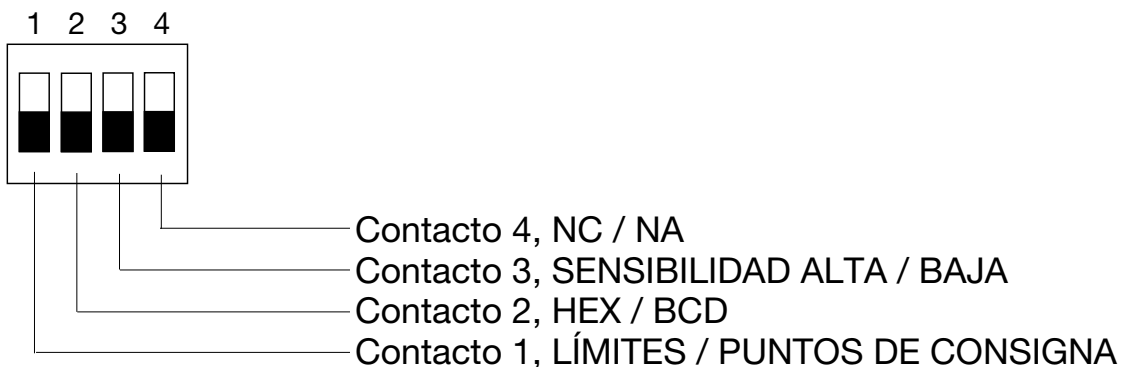 1 2 3 4
Contacto 4, NC / NA
Contacto 3, SENSIBILIDAD ALTA / BAJA
Contacto 2, HEX / BCD
Contacto 1, LÍMITES / PUNTOS DE CONSIGNA